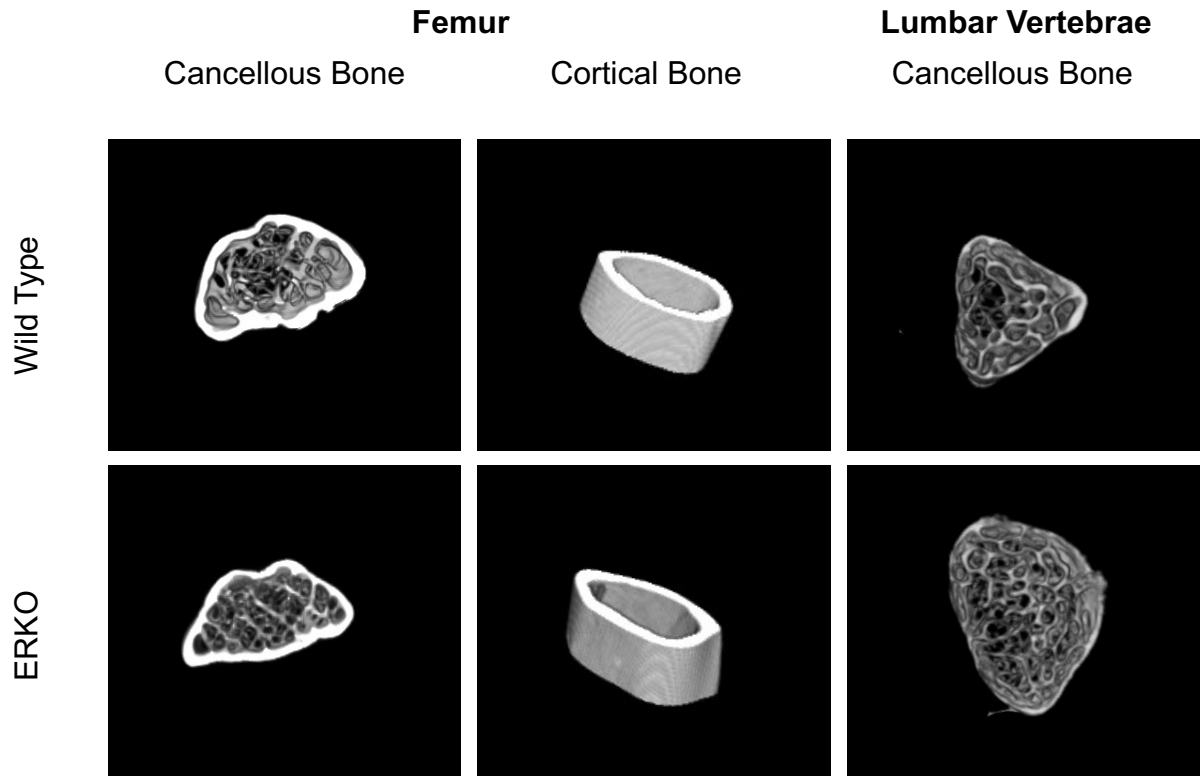 Femur
Lumbar Vertebrae
Cancellous Bone
Cortical Bone
Cancellous Bone
Wild Type
ERKO